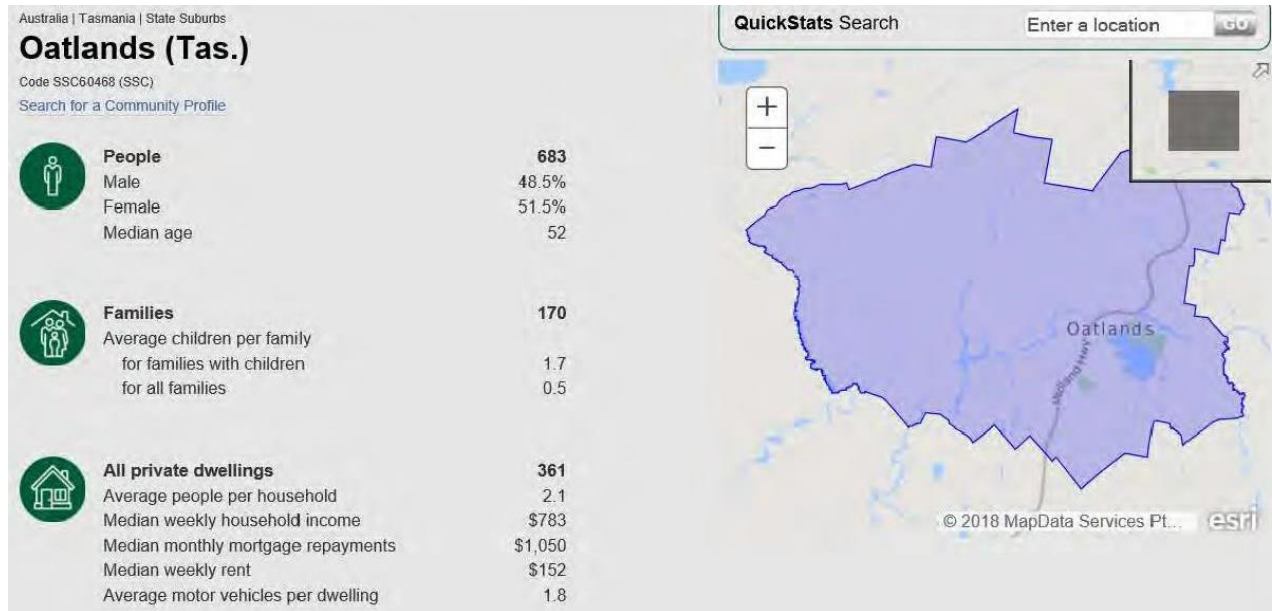 Australia | Tasmania | State Suburbs
Oatlands (Tas.)
Code SSC60468 (SSC)
Search for a Community Profile
People 683
Male 48.5%
Female 51.5%
Median age 52
Families 170
Average children per family
for families with children 1.7
for all families 0.5
All private dwellings 361
Average people per household 2.1
Median weekly household income $783
Median monthly mortgage repayments $1,050
Median weekly rent $152
Average motor vehicles per dwelling 1.8
QuickStats Search Enter a location GO
+
−
Oatlands
Midland Hwy
© 2018 MapData Services Pt... esri